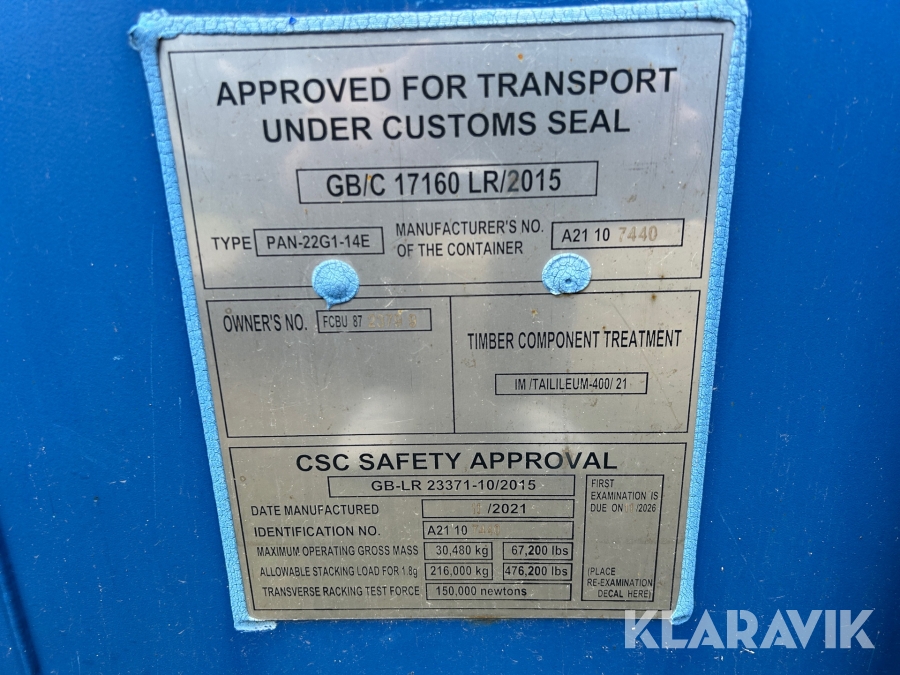 APPROVED FOR TRANSPORT
UNDER CUSTOMS SEAL
GB/C 17160 LR/2015
TYPE PAN-22G1-14E
MANUFACTURER'S NO.
OF THE CONTAINER
A21 10 7440
OWNER'S NO. FCBU 87
TIMBER COMPONENT TREATMENT
IM /TAILILEUM-400/ 21
CSC SAFETY APPROVAL
GB-LR 23371-10/2015
DATE MANUFACTURED /2021
IDENTIFICATION NO. A21 10
MAXIMUM OPERATING GROSS MASS 30,480 kg 67,200 lbs
ALLOWABLE STACKING LOAD FOR 1.8g 216,000 kg 476,200 lbs
TRANSVERSE RACKING TEST FORCE 150,000 newtons
FIRST
EXAMINATION IS
DUE ON /2026
(PLACE
RE-EXAMINATION
DECAL HERE)
KLARAVIK